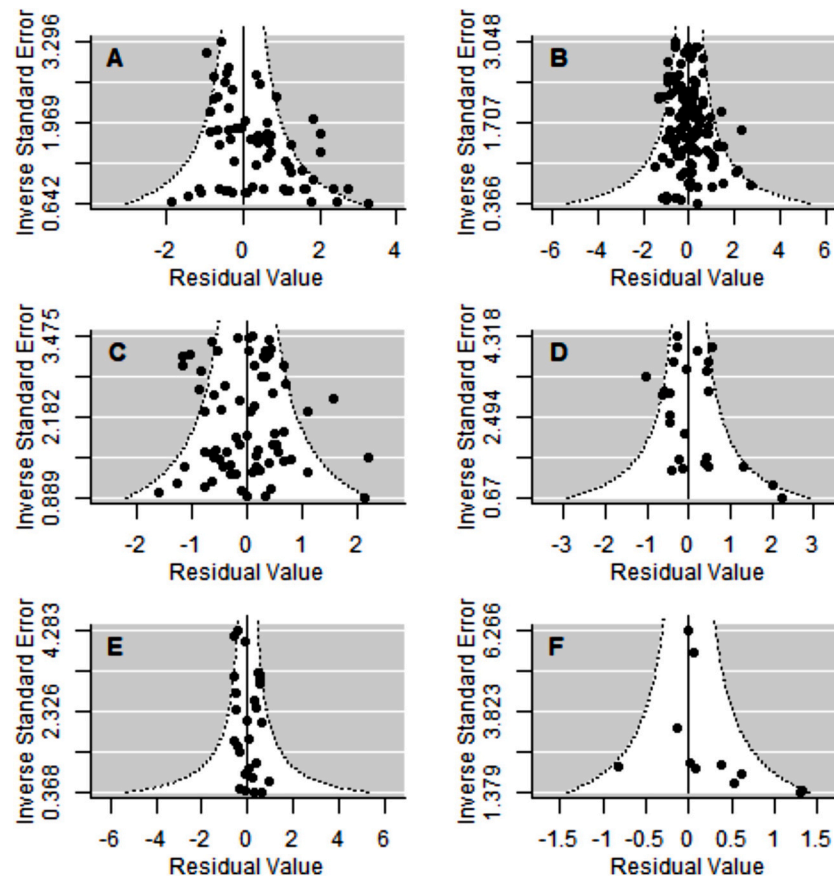 A
Inverse Standard Error
3.296
1.969
0.642
-2 0 2 4
Residual Value
B
Inverse Standard Error
3.048
1.707
0.366
-6 -4 -2 0 2 4 6
Residual Value
C
Inverse Standard Error
3.475
2.182
0.889
-2 -1 0 1 2
Residual Value
D
Inverse Standard Error
4.318
2.494
0.67
-3 -2 -1 0 1 2 3
Residual Value
E
Inverse Standard Error
4.283
2.326
0.368
-6 -4 -2 0 2 4 6
Residual Value
F
Inverse Standard Error
6.266
3.823
1.379
-1.5 -1 -0.5 0 0.5 1 1.5
Residual Value